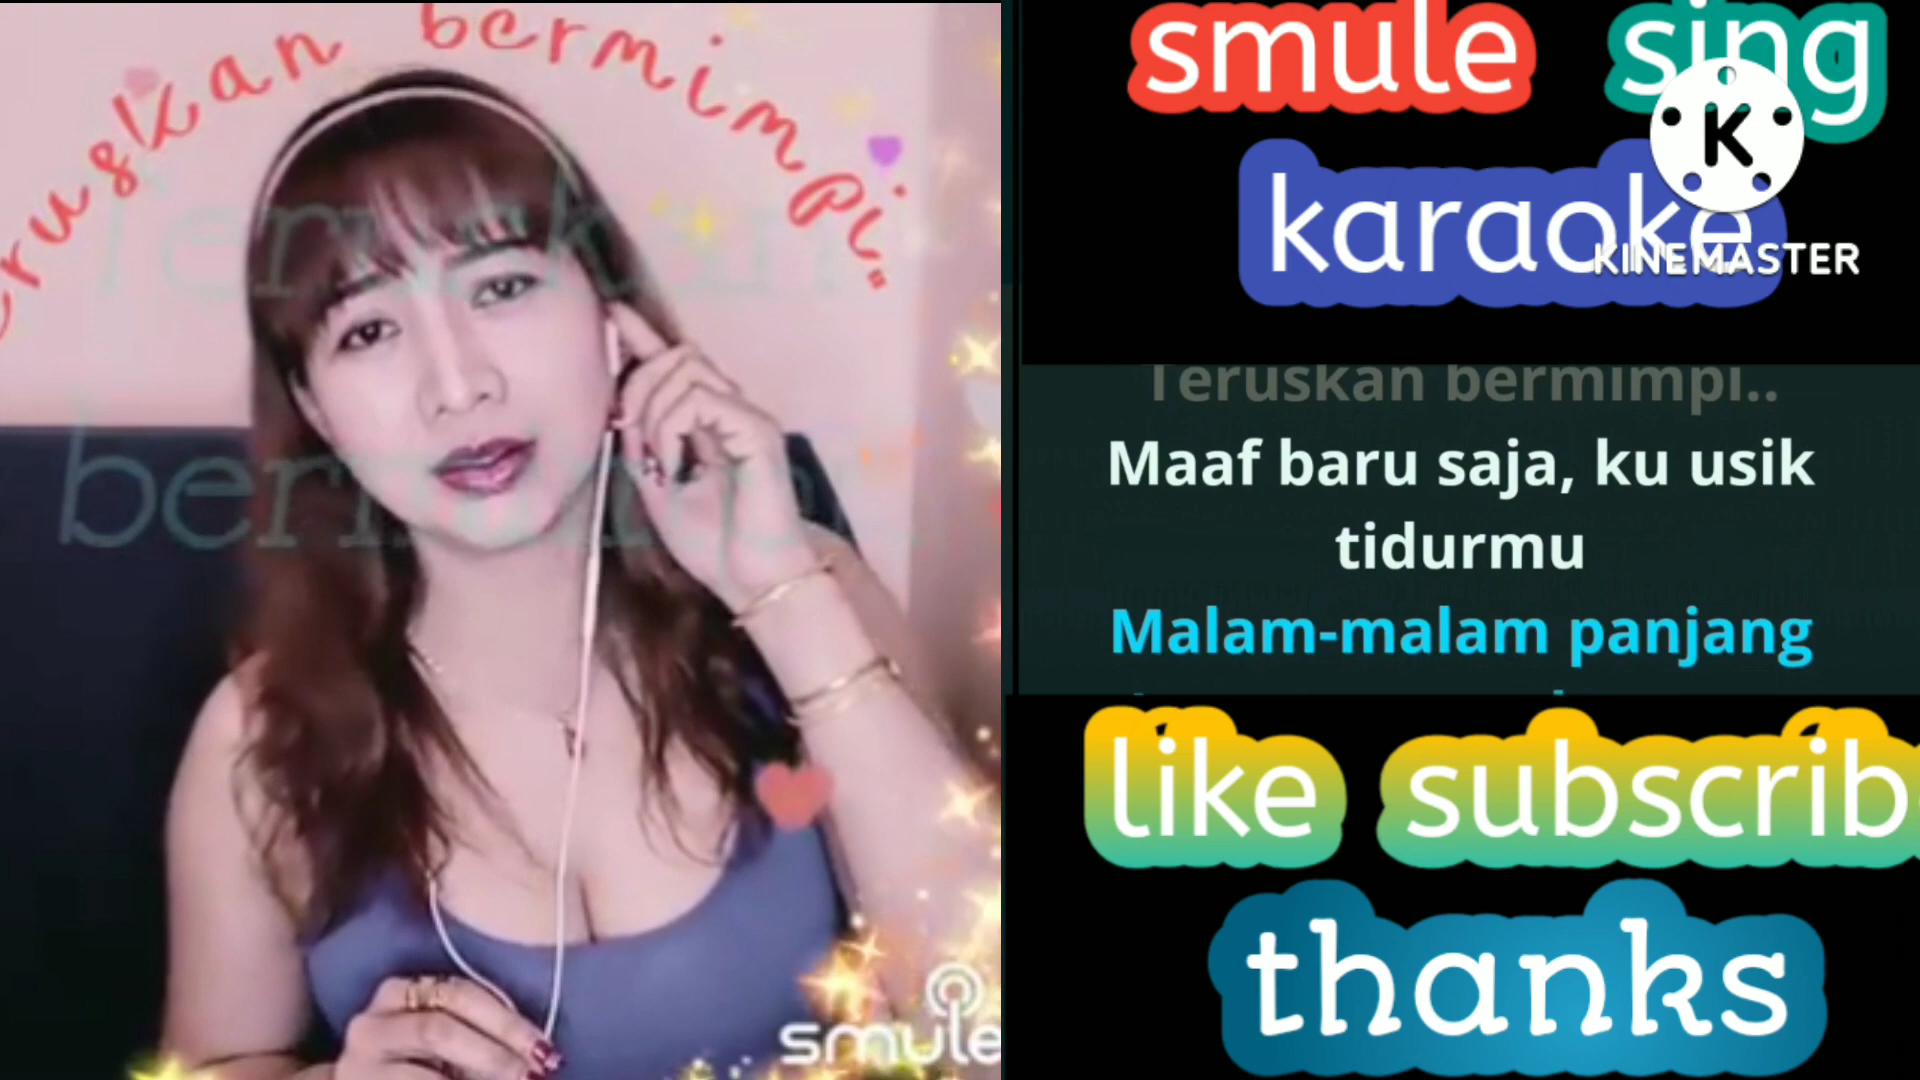 eruskan bermimpi..
Teruskan
smule sing
karaoke
KINEMASTER
Teruskan bermimpi..
Maaf baru saja, ku usik
tidurmu
Malam-malam panjang
like subscrib
thanks
smule